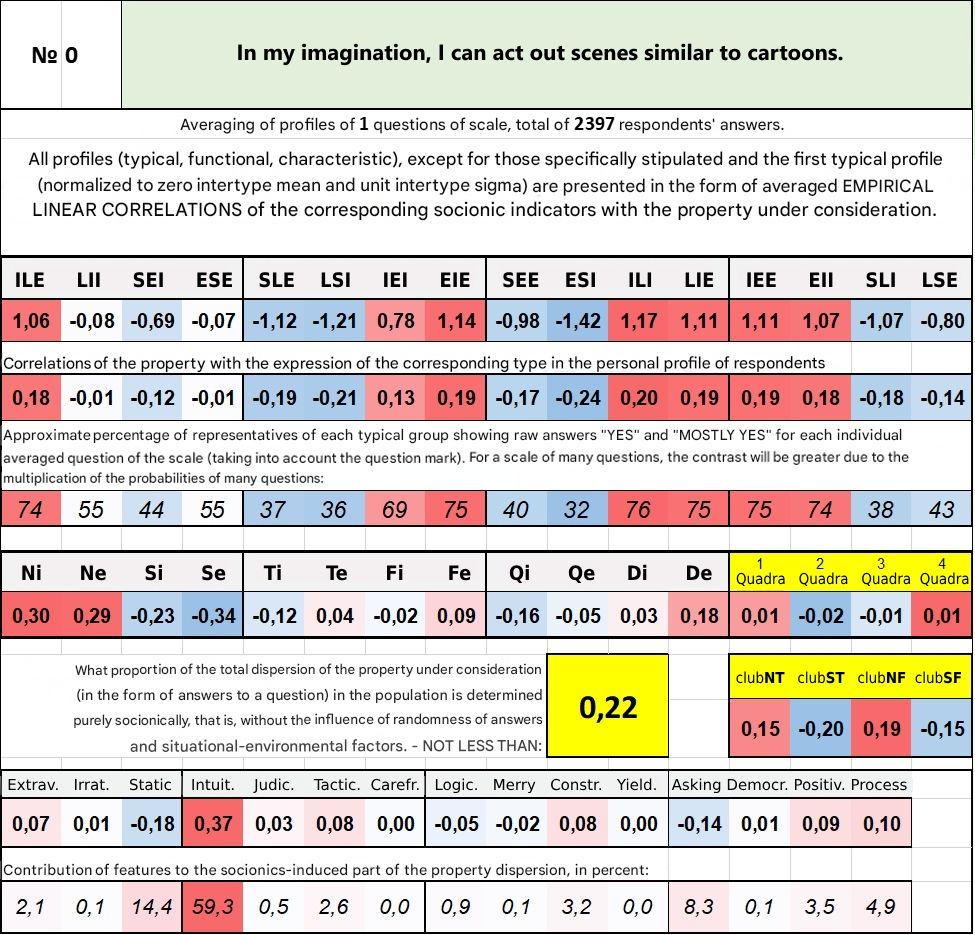 № 0
In my imagination, I can act out scenes similar to cartoons.
Averaging of profiles of 1 questions of scale, total of 2397 respondents' answers.
All profiles (typical, functional, characteristic), except for those specifically stipulated and the first typical profile
(normalized to zero intertype mean and unit intertype sigma) are presented in the form of averaged EMPIRICAL
LINEAR CORRELATIONS of the corresponding socionic indicators with the property under consideration.
ILE LII SEI ESE SLE LSI IEI EIE SEE ESI ILI LIE IEE EII SLI LSE
1,06 -0,08 -0,69 -0,07 -1,12 -1,21 0,78 1,14 -0,98 -1,42 1,17 1,11 1,11 1,07 -1,07 -0,80
Correlations of the property with the expression of the corresponding type in the personal profile of respondents
0,18 -0,01 -0,12 -0,01 -0,19 -0,21 0,13 0,19 -0,17 -0,24 0,20 0,19 0,19 0,18 -0,18 -0,14
Approximate percentage of representatives of each typical group showing raw answers "YES" and "MOSTLY YES" for each individual
averaged question of the scale (taking into account the question mark). For a scale of many questions, the contrast will be greater due to the
multiplication of the probabilities of many questions:
74 55 44 55 37 36 69 75 40 32 76 75 75 74 38 43
Ni Ne Si Se Ti Te Fi Fe Qi Qe Di De 1 Quadra 2 Quadra 3 Quadra 4 Quadra
0,30 0,29 -0,23 -0,34 -0,12 0,04 -0,02 0,09 -0,16 -0,05 0,03 0,18 0,01 -0,02 -0,01 0,01
What proportion of the total dispersion of the property under consideration
(in the form of answers to a question) in the population is determined
purely socionically, that is, without the influence of randomness of answers
and situational-environmental factors. - NOT LESS THAN:
0,22
clubNT clubST clubNF clubSF
0,15 -0,20 0,19 -0,15
Extrav. Irrat. Static Intuit. Judic. Tactic. Carefr. Logic. Merry Constr. Yield. Asking Democr. Positiv. Process
0,07 0,01 -0,18 0,37 0,03 0,08 0,00 -0,05 -0,02 0,08 0,00 -0,14 0,01 0,09 0,10
Contribution of features to the socionics-induced part of the property dispersion, in percent:
2,1 0,1 14,4 59,3 0,5 2,6 0,0 0,9 0,1 3,2 0,0 8,3 0,1 3,5 4,9